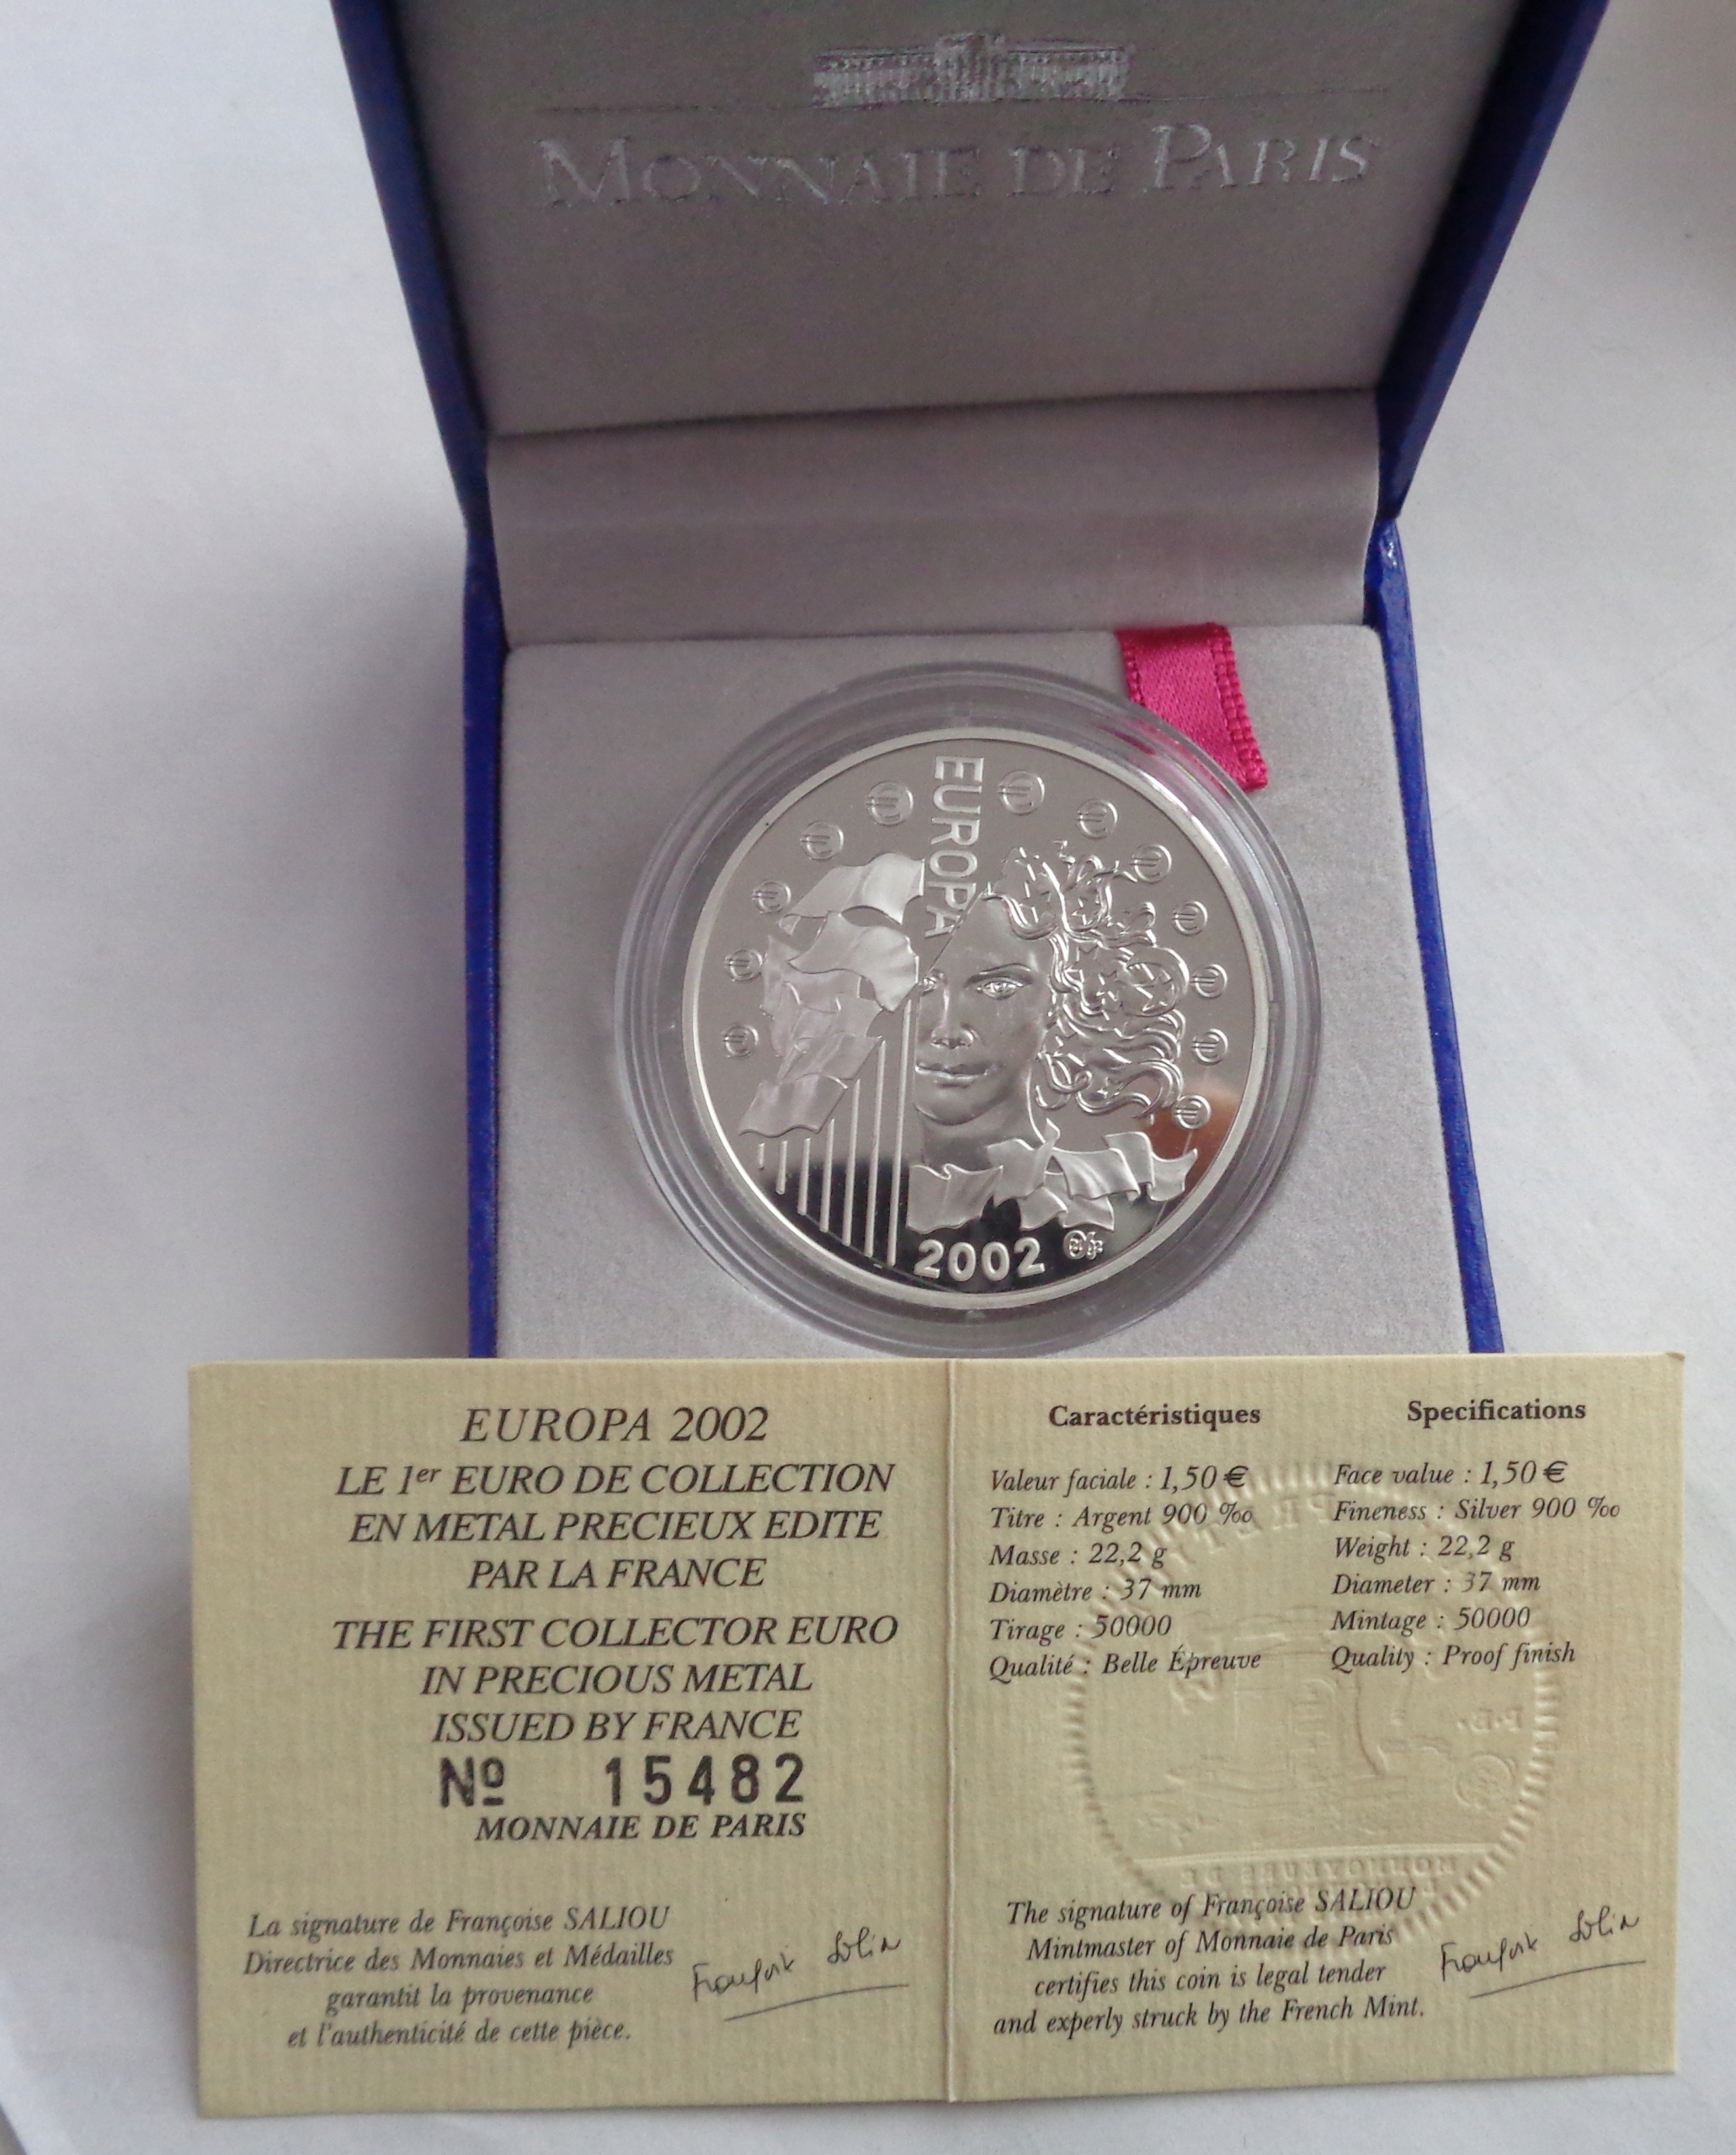 MONNAIE DE PARIS
EUROPA
2002
EUROPA 2002
LE 1er EURO DE COLLECTION
EN METAL PRECIEUX EDITE
PAR LA FRANCE
THE FIRST COLLECTOR EURO
IN PRECIOUS METAL
ISSUED BY FRANCE
Nº 15482
MONNAIE DE PARIS
La signature de Françoise SALIOU
Directrice des Monnaies et Médailles
garantit la provenance
et l'authenticité de cette pièce.
Caractéristiques
Valeur faciale : 1,50 €
Titre : Argent 900 ‰
Masse : 22,2 g
Diamètre : 37 mm
Tirage : 50000
Qualité : Belle Épreuve
Specifications
Face value : 1,50 €
Fineness : Silver 900 ‰
Weight : 22,2 g
Diameter : 37 mm
Mintage : 50000
Quality : Proof finish
The signature of Françoise SALIOU
Mintmaster of Monnaie de Paris
certifies this coin is legal tender
and experly struck by the French Mint.